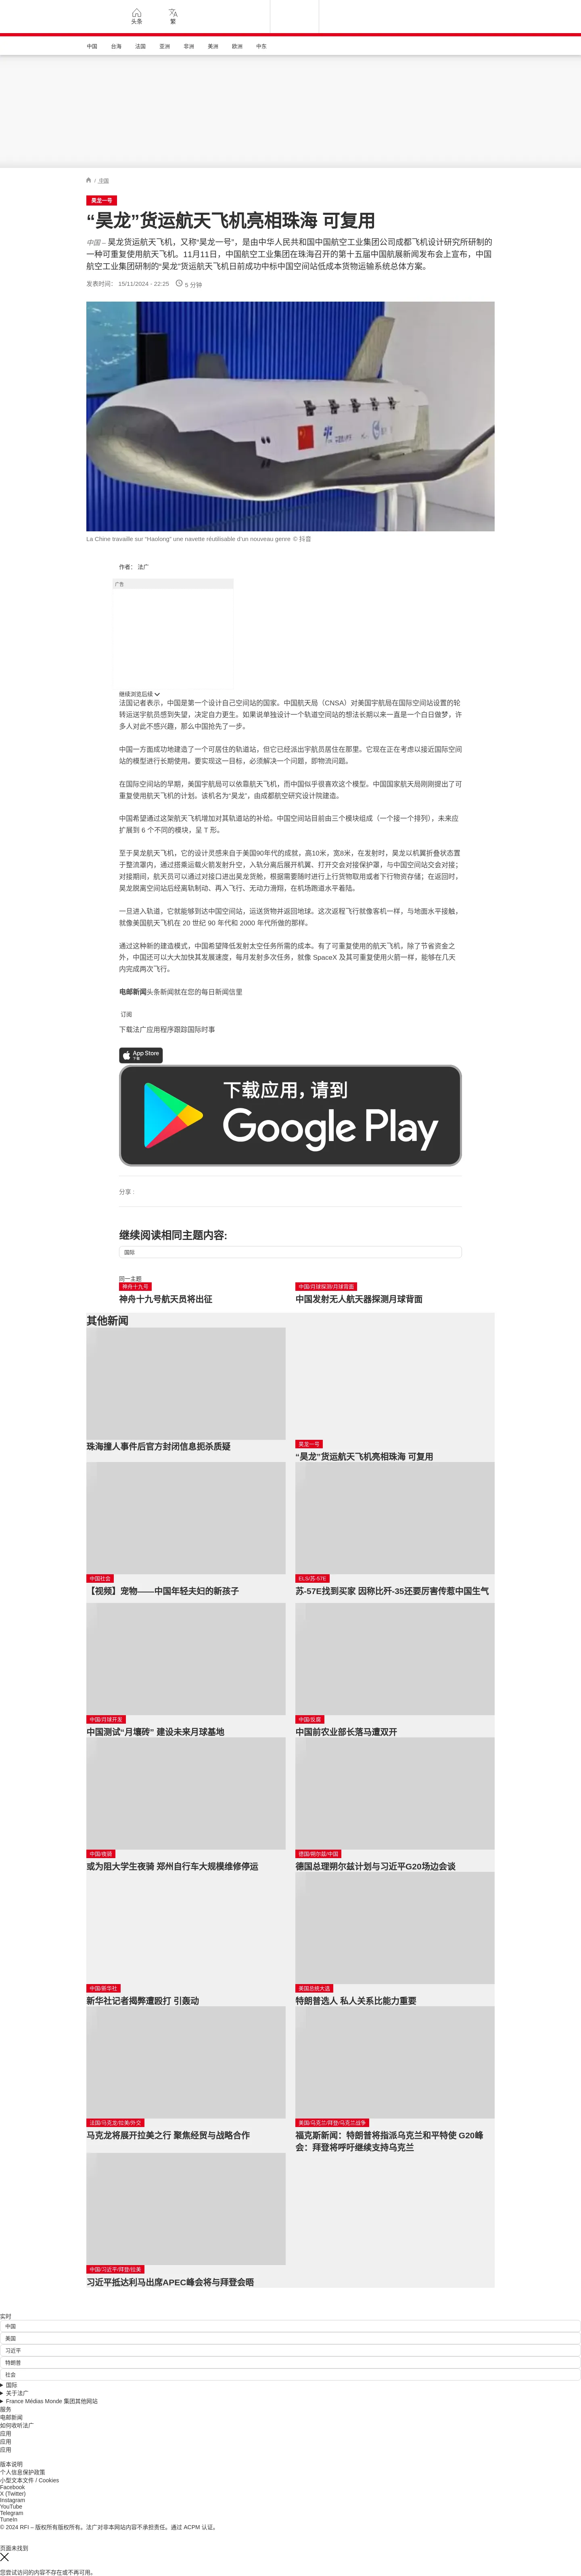 头条
繁
中国
台海
法国
亚洲
非洲
美洲
欧洲
中东
/ 中国
昊龙一号
“昊龙”货运航天飞机亮相珠海 可复用
中国 – 昊龙货运航天飞机，又称“昊龙一号”，是由中华人民共和国中国航空工业集团公司成都飞机设计研究所研制的
一种可重复使用航天飞机。11月11日，中国航空工业集团在珠海召开的第十五届中国航展新闻发布会上宣布，中国
航空工业集团研制的“昊龙”货运航天飞机日前成功中标中国空间站低成本货物运输系统总体方案。
发表时间： 15/11/2024 - 22:25
5 分钟
中国航天
La Chine travaille sur "Haolong" une navette réutilisable d'un nouveau genre © 抖音
作者： 法广
广告
继续浏览后续
法国记者表示，中国是第一个设计自己空间站的国家。中国航天局（CNSA）对美国宇航局在国际空间站设置的轮
转运送宇航员感到失望，决定自力更生。如果说单独设计一个轨道空间站的想法长期以来一直是一个白日做梦，许
多人对此不感兴趣，那么中国抢先了一步。
中国一方面成功地建造了一个可居住的轨道站，但它已经派出宇航员居住在那里。它现在正在考虑以接近国际空间
站的模型进行长期使用。要实现这一目标，必须解决一个问题，即物流问题。
在国际空间站的早期，美国宇航局可以依靠航天飞机，而中国似乎很喜欢这个模型。中国国家航天局刚刚提出了可
重复使用航天飞机的计划。该机名为“昊龙”，由成都航空研究设计院建造。
中国希望通过这架航天飞机增加对其轨道站的补给。中国空间站目前由三个模块组成（一个接一个排列），未来应
扩展到 6 个不同的模块，呈 T 形。
至于昊龙航天飞机，它的设计灵感来自于美国90年代的成就，高10米，宽8米，在发射时，昊龙以机翼折叠状态置
于整流罩内，通过搭乘运载火箭发射升空，入轨分离后展开机翼、打开交会对接保护罩，与中国空间站交会对接；
对接期间，航天员可以通过对接口进出昊龙货舱，根据需要随时进行上行货物取用或者下行物资存储；在返回时，
昊龙脱离空间站后经离轨制动、再入飞行、无动力滑翔，在机场跑道水平着陆。
一旦进入轨道，它就能够到达中国空间站，运送货物并返回地球。这次返程飞行就像客机一样，与地面水平接触，
就像美国航天飞机在 20 世纪 90 年代和 2000 年代所做的那样。
通过这种新的建造模式，中国希望降低发射太空任务所需的成本。有了可重复使用的航天飞机，除了节省资金之
外，中国还可以大大加快其发展速度，每月发射多次任务，就像 SpaceX 及其可重复使用火箭一样，能够在几天
内完成两次飞行。
电邮新闻头条新闻就在您的每日新闻信里
订阅
下载法广应用程序跟踪国际时事
App Store
下载
下载应用，请到
Google Play
分享 :
继续阅读相同主题内容:
国际
同一主题
神舟十九号
神舟十九号航天员将出征
中国/月球探测/月球背面
中国发射无人航天器探测月球背面
其他新闻
珠海撞人事件后官方封闭信息扼杀质疑
昊龙一号
“昊龙”货运航天飞机亮相珠海 可复用
中国社会
【视频】宠物——中国年轻夫妇的新孩子
EL5/苏-57E
苏-57E找到买家 因称比歼-35还要厉害传惹中国生气
中国/月球开发
中国测试“月壤砖” 建设未来月球基地
中国/反腐
中国前农业部长落马遭双开
中国/夜骑
或为阻大学生夜骑 郑州自行车大规模维修停运
德国/朔尔兹/中国
德国总理朔尔兹计划与习近平G20场边会谈
中国/新华社
新华社记者揭弊遭殴打 引轰动
美国总统大选
特朗普选人 私人关系比能力重要
法国/马克龙/拉美/外交
马克龙将展开拉美之行 聚焦经贸与战略合作
美国/乌克兰/拜登/乌克兰战争
福克斯新闻：特朗普将指派乌克兰和平特使 G20峰
会：拜登将呼吁继续支持乌克兰
中国/习近平/拜登/拉美
习近平抵达利马出席APEC峰会将与拜登会晤
实时
中国
美国
习近平
特朗普
社会
国际
关于法广
France Médias Monde 集团其他网站
服务
电邮新闻
如何收听法广
应用
应用
应用
版本说明
个人信息保护政策
小型文本文件 / Cookies
Facebook
X (Twitter)
Instagram
YouTube
Telegram
TuneIn
© 2024 RFI – 版权所有版权所有。法广对非本网站内容不承担责任。通过 ACPM 认证。
页面未找到
您尝试访问的内容不存在或不再可用。